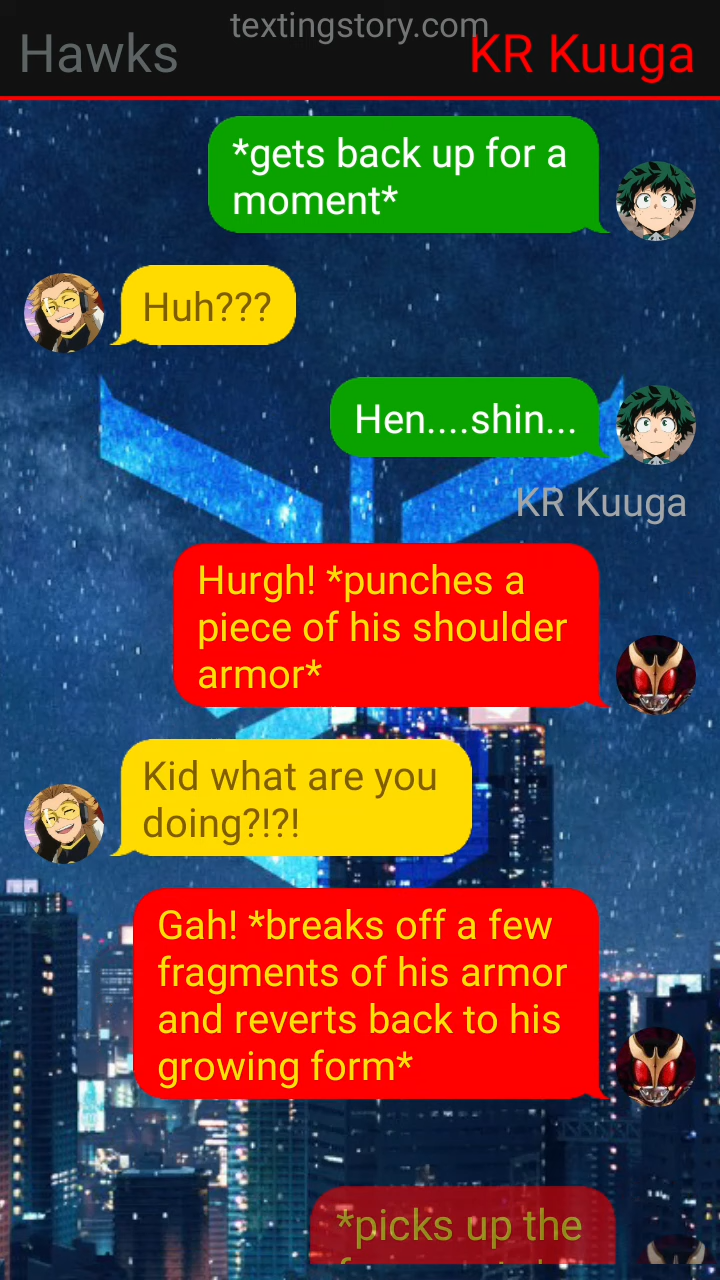 textingstory.com
Hawks
KR Kuuga
*gets back up for a
moment*
Huh???
Hen....shin...
KR Kuuga
Hurgh! *punches a
piece of his shoulder
armor*
Kid what are you
doing?!?!
Gah! *breaks off a few
fragments of his armor
and reverts back to his
growing form*
*picks up the